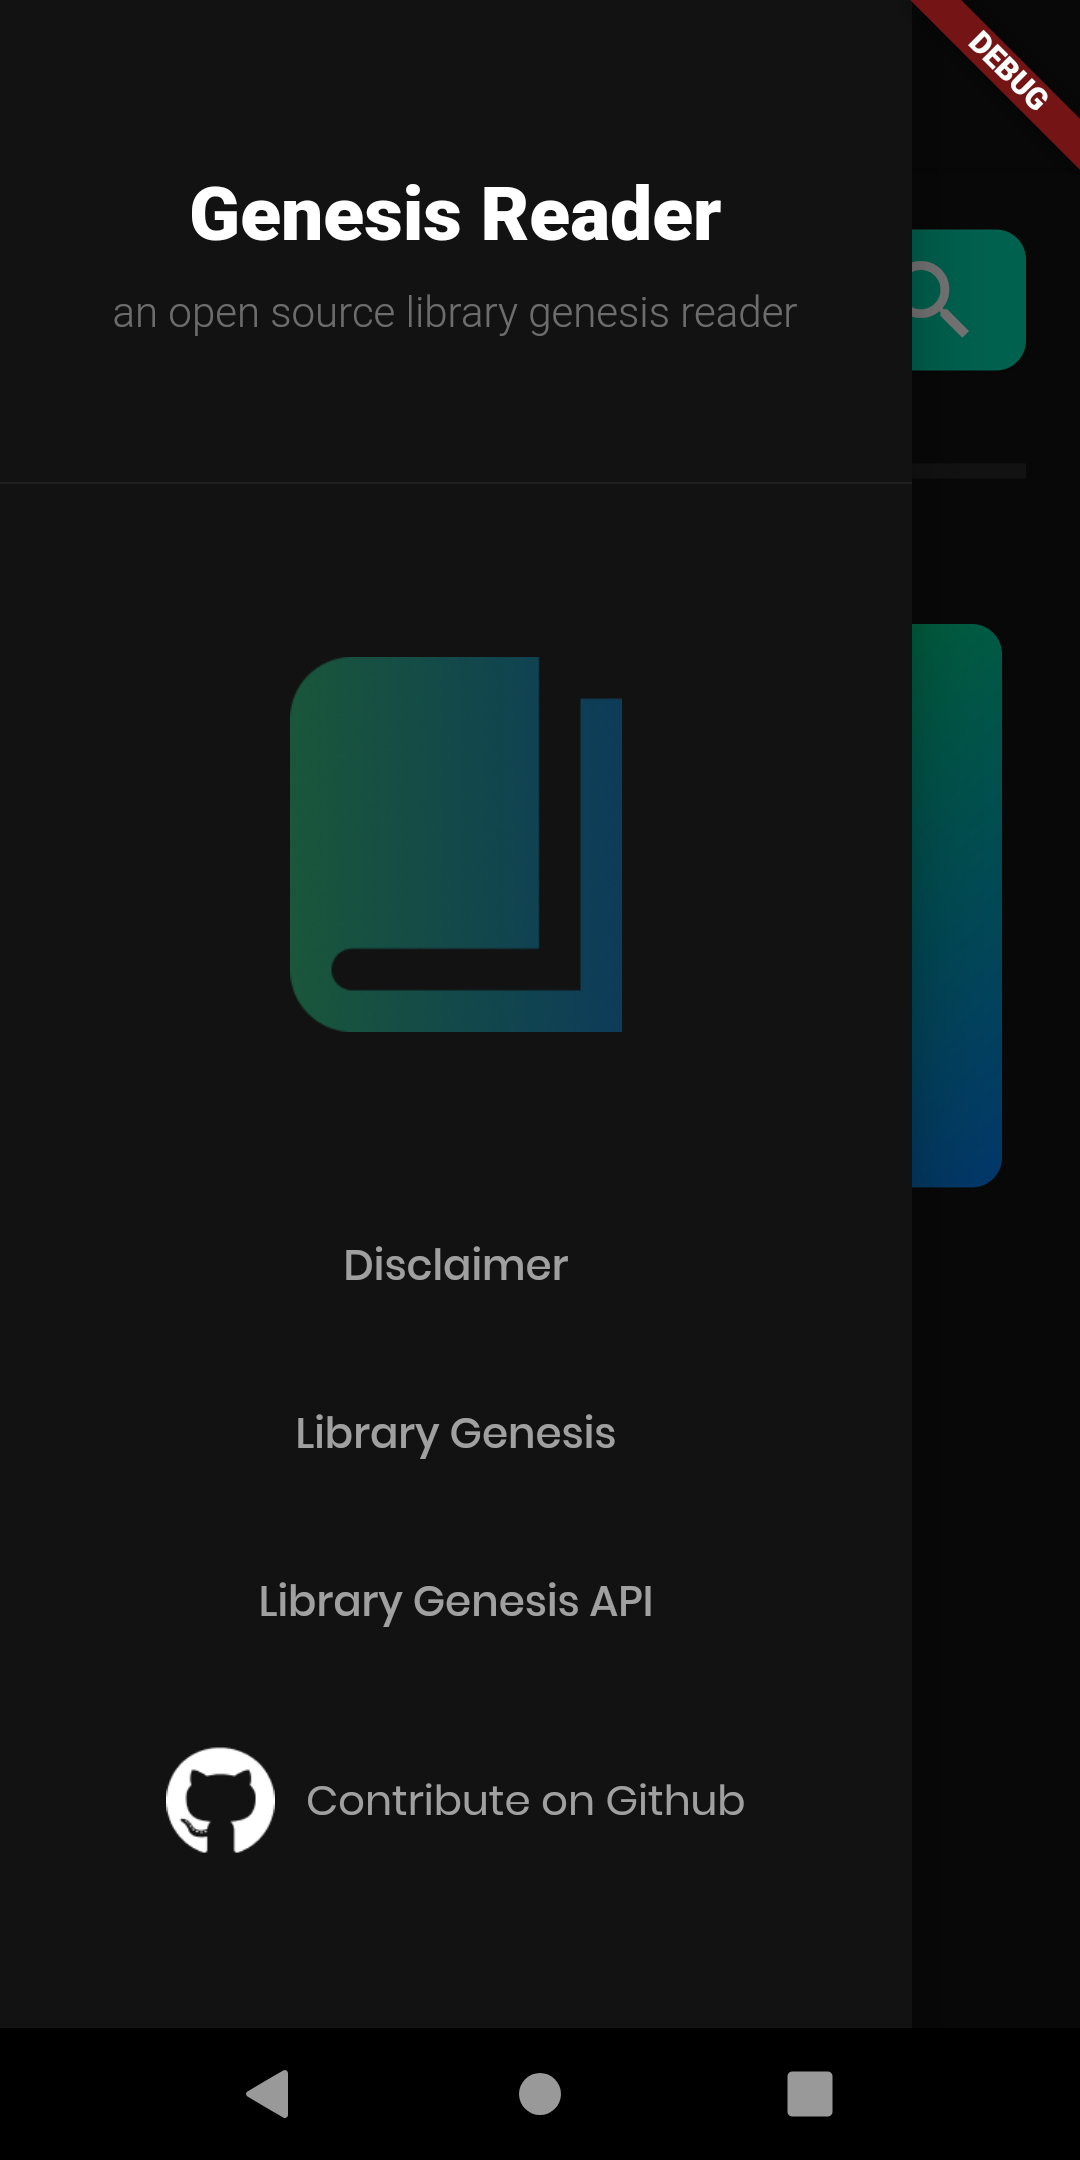 DEBUG
Genesis Reader
an open source library genesis reader
Disclaimer
Library Genesis
Library Genesis API
Contribute on Github